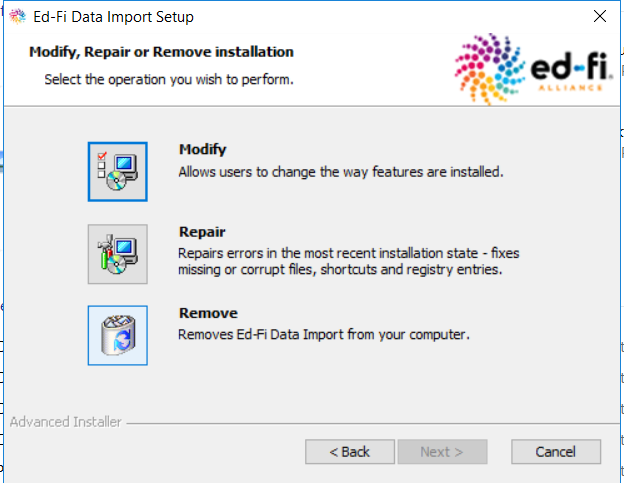 Ed-Fi Data Import Setup
Modify, Repair or Remove installation
Select the operation you wish to perform.
ed-fi.
ALLIANCE
Modify
Allows users to change the way features are installed.
Repair
Repairs errors in the most recent installation state - fixes
missing or corrupt files, shortcuts and registry entries.
Remove
Removes Ed-Fi Data Import from your computer.
Advanced Installer
< Back
Next >
Cancel